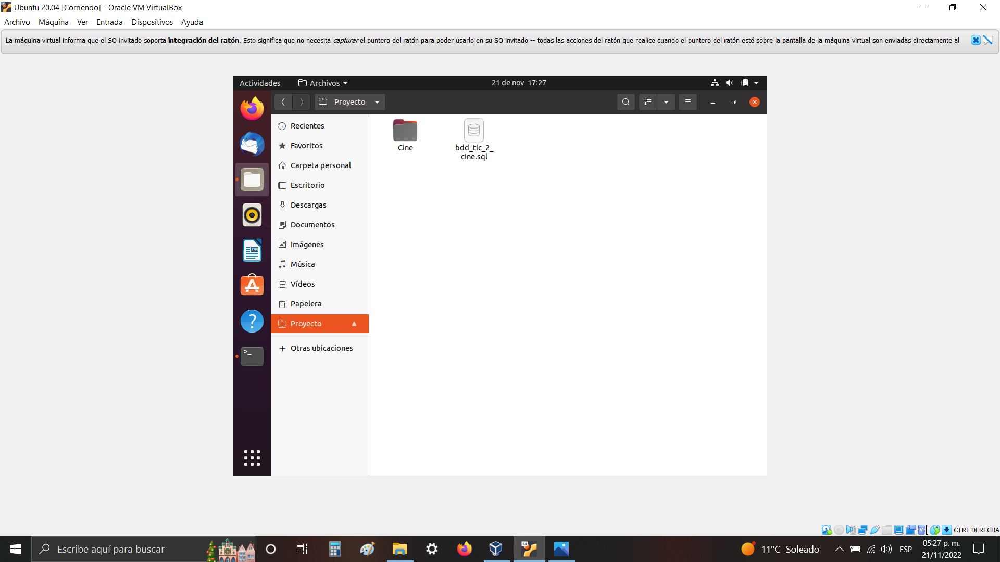 Ubuntu 20.04 [Corriendo] - Oracle VM VirtualBox
Archivo Máquina Ver Entrada Dispositivos Ayuda
La máquina virtual informa que el SO invitado soporta integración del ratón. Esto significa que no necesita capturar el puntero del ratón para poder usarlo en su SO invitado -- todas las acciones del ratón que realice cuando el puntero del ratón esté sobre la pantalla de la máquina virtual son enviadas directamente al
Actividades Archivos 21 de nov 17:27
Proyecto
Recientes
Favoritos
Carpeta personal
Escritorio
Descargas
Documentos
Imágenes
Música
Vídeos
Papelera
Proyecto
Otras ubicaciones
Cine
bdd_tic_2_
cine.sql
>_
?
CTRL DERECHA
Escribe aquí para buscar
64
11°C Soleado
ESP
05:27 p. m.
21/11/2022